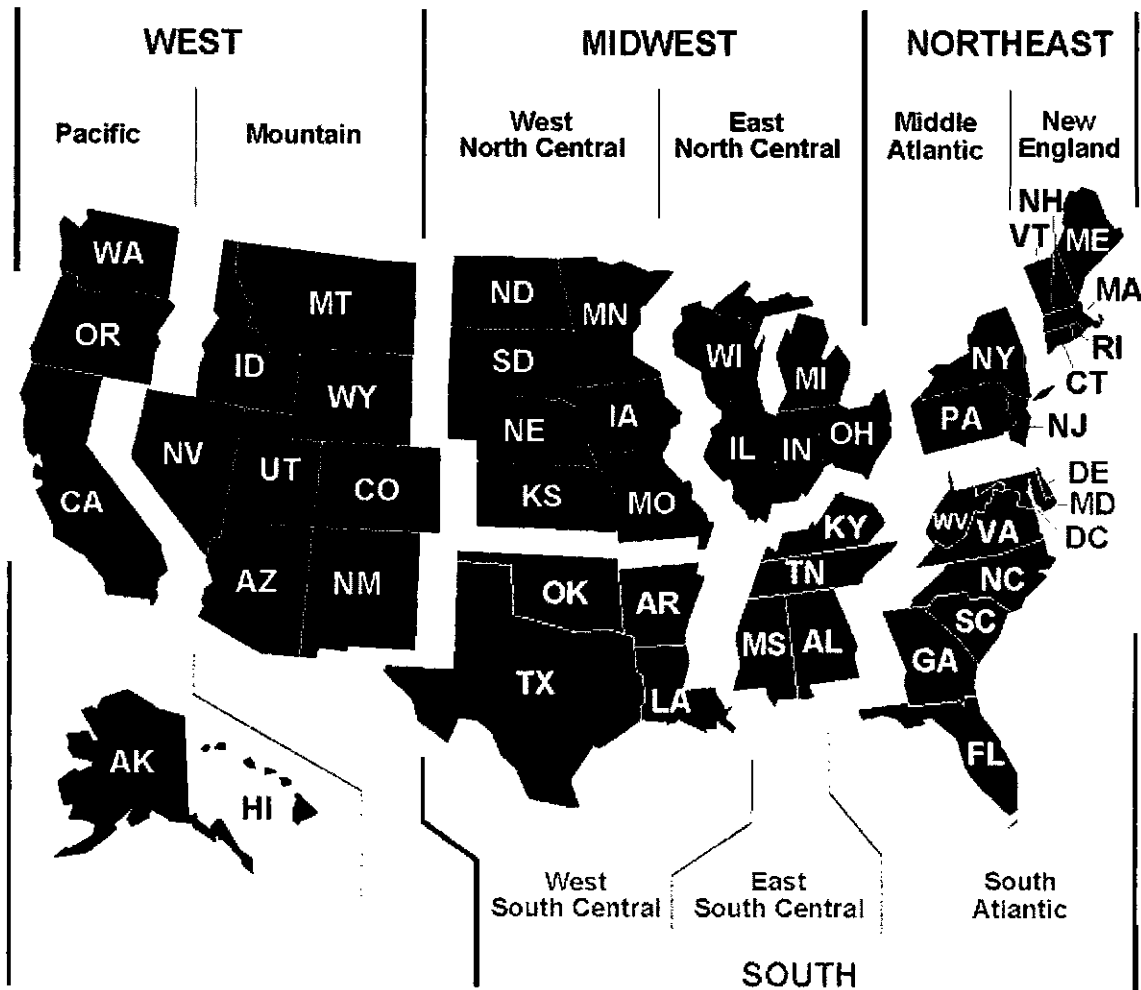 WEST
MIDWEST
NORTHEAST
Pacific
Mountain
West
North Central
East
North Central
Middle
Atlantic
New
England
NH
VT
ME
WA
MT
ND
MN
MA
OR
ID
SD
WI
MI
NY
RI
WY
CT
NE
IA
PA
NJ
NV
UT
CO
IL
IN
OH
CA
KS
MO
DE
MD
WV
VA
DC
KY
AZ
NM
OK
AR
TN
NC
MS
AL
SC
GA
TX
LA
FL
AK
HI
West
South Central
East
South Central
South
Atlantic
SOUTH